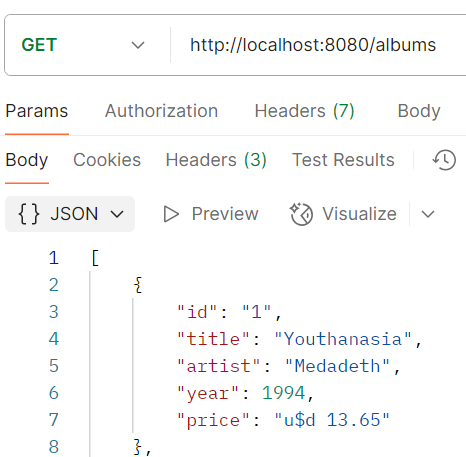 GET http://localhost:8080/albums
Params Authorization Headers (7) Body
Body Cookies Headers (3) Test Results
{} JSON Preview Visualize
1 [
2 {
3 "id": "1",
4 "title": "Youthanasia",
5 "artist": "Medadeth",
6 "year": 1994,
7 "price": "u$d 13.65"
8 },